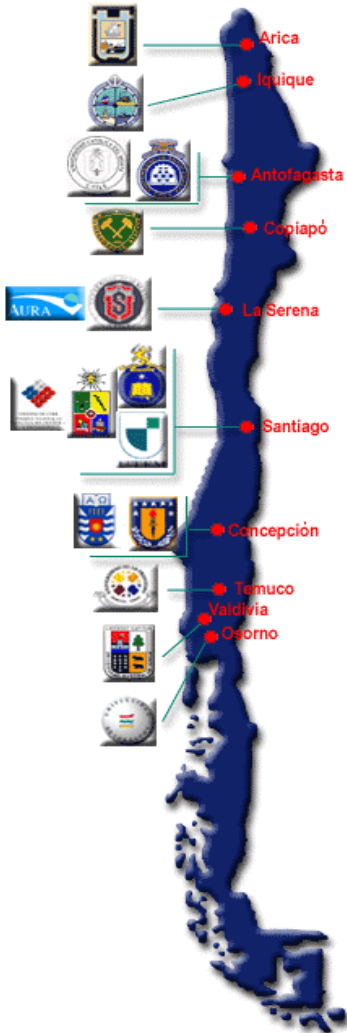 Arica
Iquique
Antofagasta
Copiapó
AURA
S
La Serena
Santiago
Concepción
Temuco
Valdivia
Osorno